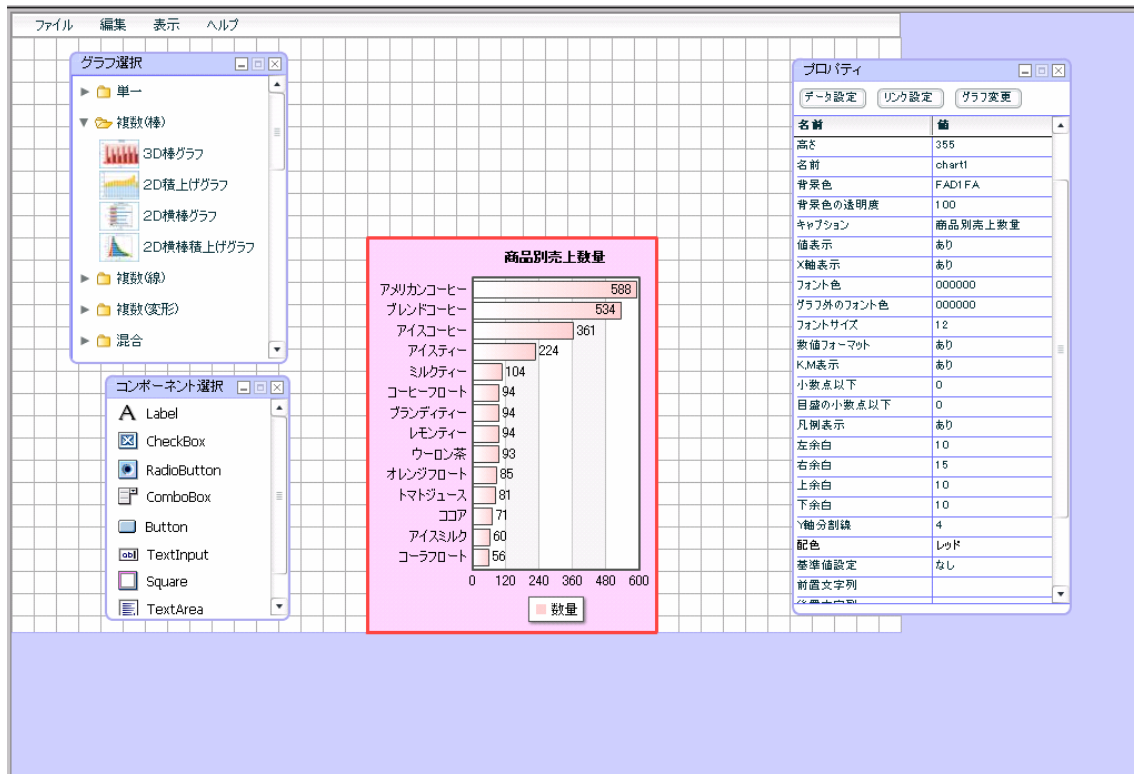 ファイル 編集 表示 ヘルプ
グラフ選択
単一
複数(棒)
3D棒グラフ
2D積上げグラフ
2D横棒グラフ
2D横棒積上げグラフ
複数(線)
複数(変形)
混合
コンポーネント選択
A Label
CheckBox
RadioButton
ComboBox
Button
abl TextInput
Square
TextArea
商品別売上数量
アメリカンコーヒー 588
ブレンドコーヒー 534
アイスコーヒー 361
アイスティー 224
ミルクティー 104
コーヒーフロート 94
ブランディティー 94
レモンティー 94
ウーロン茶 93
オレンジフロート 85
トマトジュース 81
ココア 71
アイスミルク 60
コーラフロート 56
0 120 240 360 480 600
数量
プロパティ
データ設定 リンク設定 グラフ変更
名前 値
高さ 355
名前 chart1
背景色 FAD1FA
背景色の透明度 100
キャプション 商品別売上数量
値表示 あり
X軸表示 あり
フォント色 000000
グラフ外のフォント色 000000
フォントサイズ 12
数値フォーマット あり
K,M表示 あり
小数点以下 0
目盛の小数点以下 0
凡例表示 あり
左余白 10
右余白 15
上余白 10
下余白 10
Y軸分割線 4
配色 レッド
基準値設定 なし
前置文字列